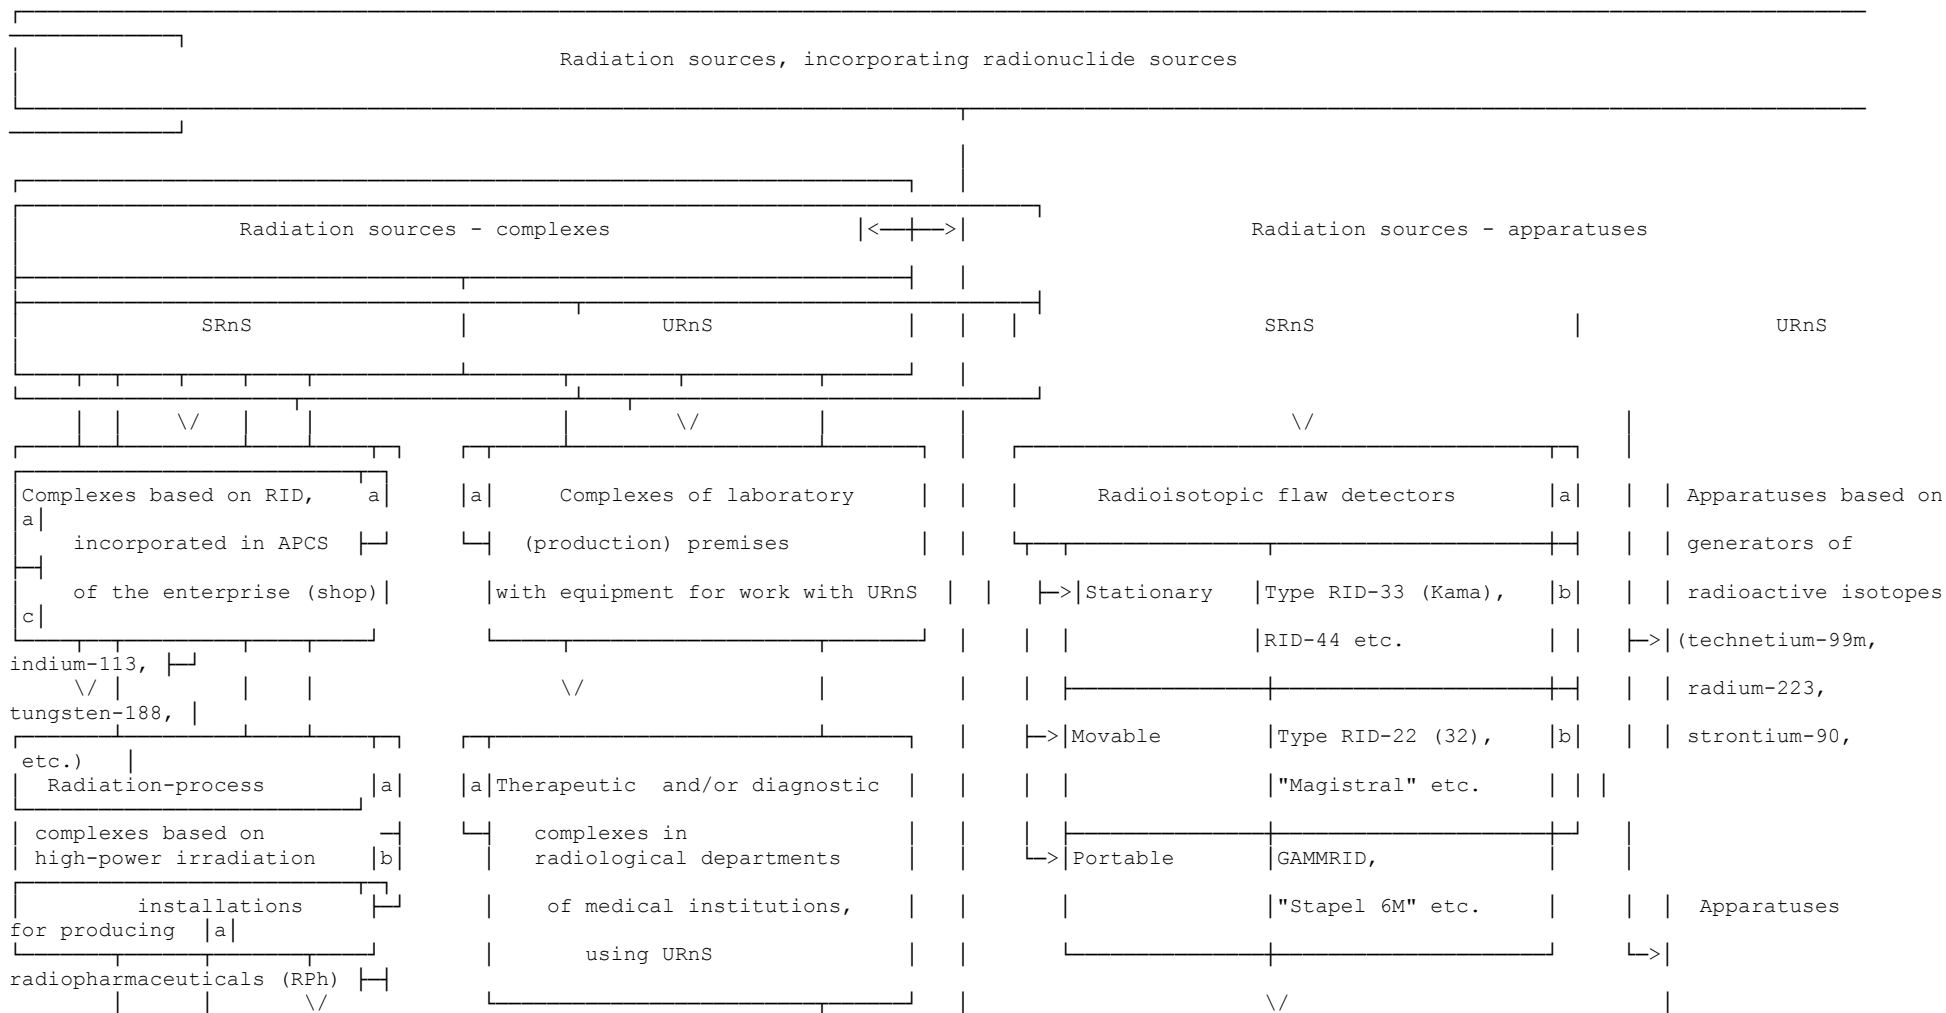 Radiation sources, incorporating radionuclide sources
Radiation sources - complexes |<——┼——>| Radiation sources - apparatuses
SRnS | URnS | | | SRnS | URnS
| | \/ | | | \/ | | \/ |
|Complexes based on RID, a| |a| Complexes of laboratory | | | Radioisotopic flaw detectors |a| | | Apparatuses based on
|a|
incorporated in APCS ├─┘ └─┤ (production) premises | | | | generators of
├─┤
of the enterprise (shop)| |with equipment for work with URnS | | ├─>|Stationary |Type RID-33 (Kama), |b| | | radioactive isotopes
|c|
| | | |RID-44 etc. | | ├─>|(technetium-99m,
indium-113, ├─┘
\/ | | | \/ | | | | | radium-223,
tungsten-188, |
├─>|Movable |Type RID-22 (32), |b| | | strontium-90,
etc.) |
| Radiation-process |a| |a|Therapeutic and/or diagnostic | | | | |"Magistral" etc. | | |
| complexes based on ─┤ └─┤ complexes in | | |
| high-power irradiation |b| | radiological departments | | └─>|Portable |GAMMRID, | |
| installations ├─┘ | of medical institutions, | | | |"Stapel 6M" etc. | | | Apparatuses
for producing |a|
| using URnS | | └─>|
radiopharmaceuticals (RPh) ├─┤
| | \/ | \/ |